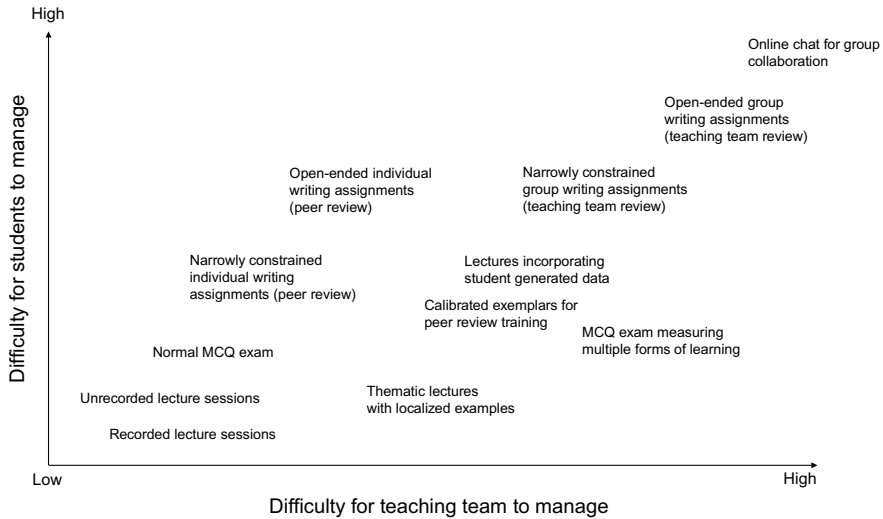 High
Online chat for group
collaboration
Open-ended group
writing assignments
(teaching team review)
Open-ended individual
writing assignments
(peer review)
Narrowly constrained
group writing assignments
(teaching team review)
Difficulty for students to manage
Narrowly constrained
individual writing
assignments (peer review)
Lectures incorporating
student generated data
Calibrated exemplars for
peer review training
MCQ exam measuring
multiple forms of learning
Normal MCQ exam
Unrecorded lecture sessions
Thematic lectures
with localized examples
Recorded lecture sessions
Low
High
Difficulty for teaching team to manage